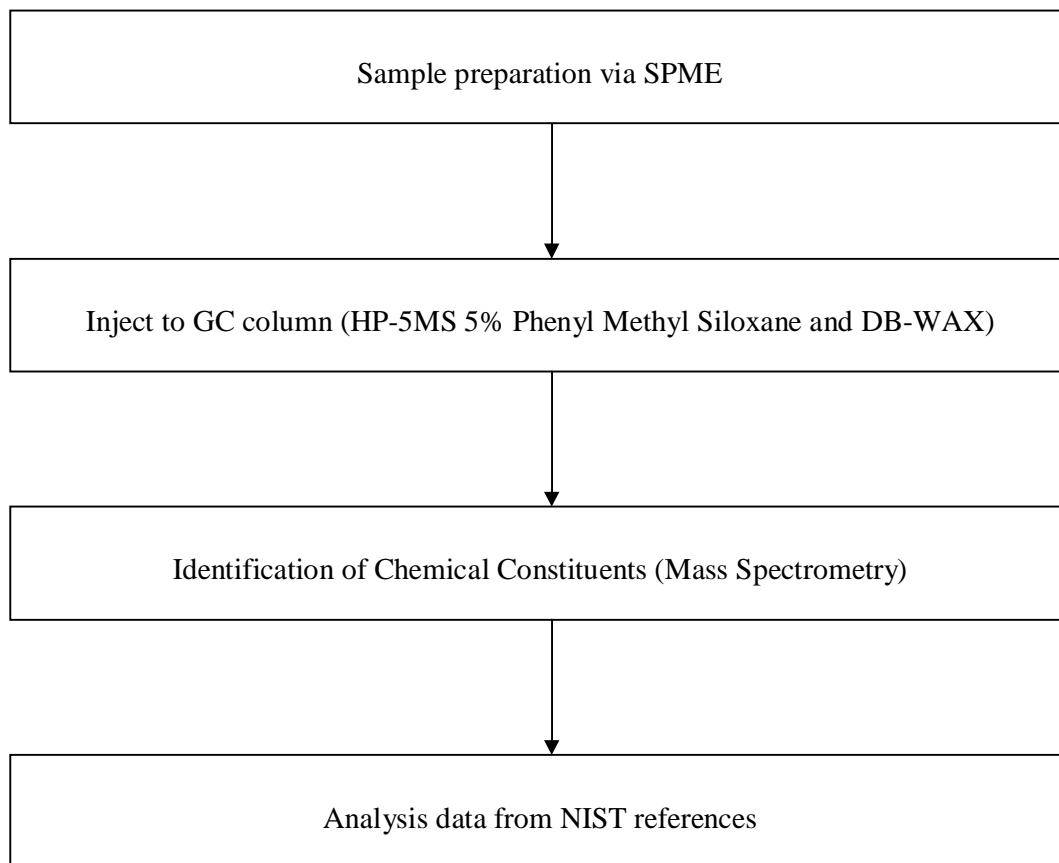 Sample preparation via SPME
Inject to GC column (HP-5MS 5% Phenyl Methyl Siloxane and DB-WAX)
Identification of Chemical Constituents (Mass Spectrometry)
Analysis data from NIST references